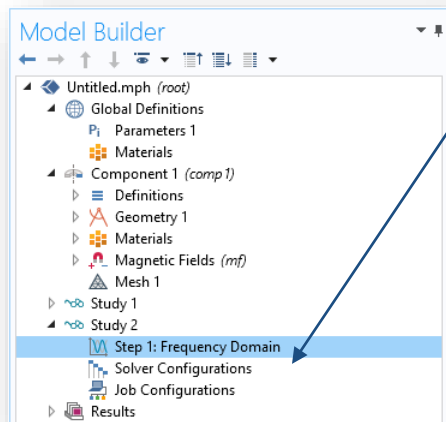 Model Builder
Untitled.mph (root)
Global Definitions
Pi Parameters 1
Materials
Component 1 (comp1)
Definitions
Geometry 1
Materials
Magnetic Fields (mf)
Mesh 1
Study 1
Study 2
Step 1: Frequency Domain
Solver Configurations
Job Configurations
Results